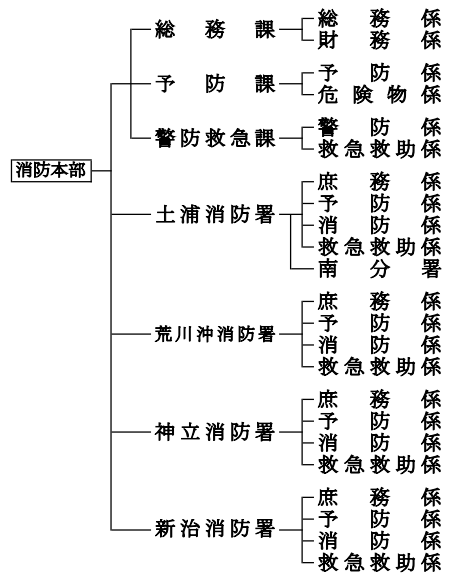 消防本部
総務課
総務係
財務係
予防課
予防係
危険物係
警防救急課
警防係
救急救助係
土浦消防署
庶務係
予防係
消防係
救急救助係
南分署
荒川沖消防署
庶務係
予防係
消防係
救急救助係
神立消防署
庶務係
予防係
消防係
救急救助係
新治消防署
庶務係
予防係
消防係
救急救助係